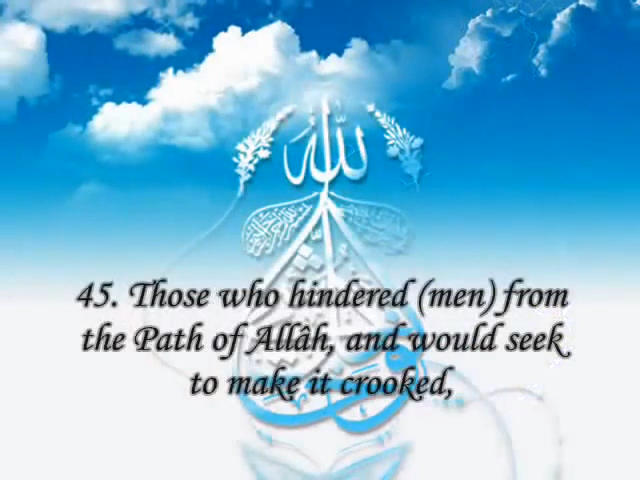 الله
45. Those who hindered (men) from
the Path of Allâh, and would seek
to make it crooked,